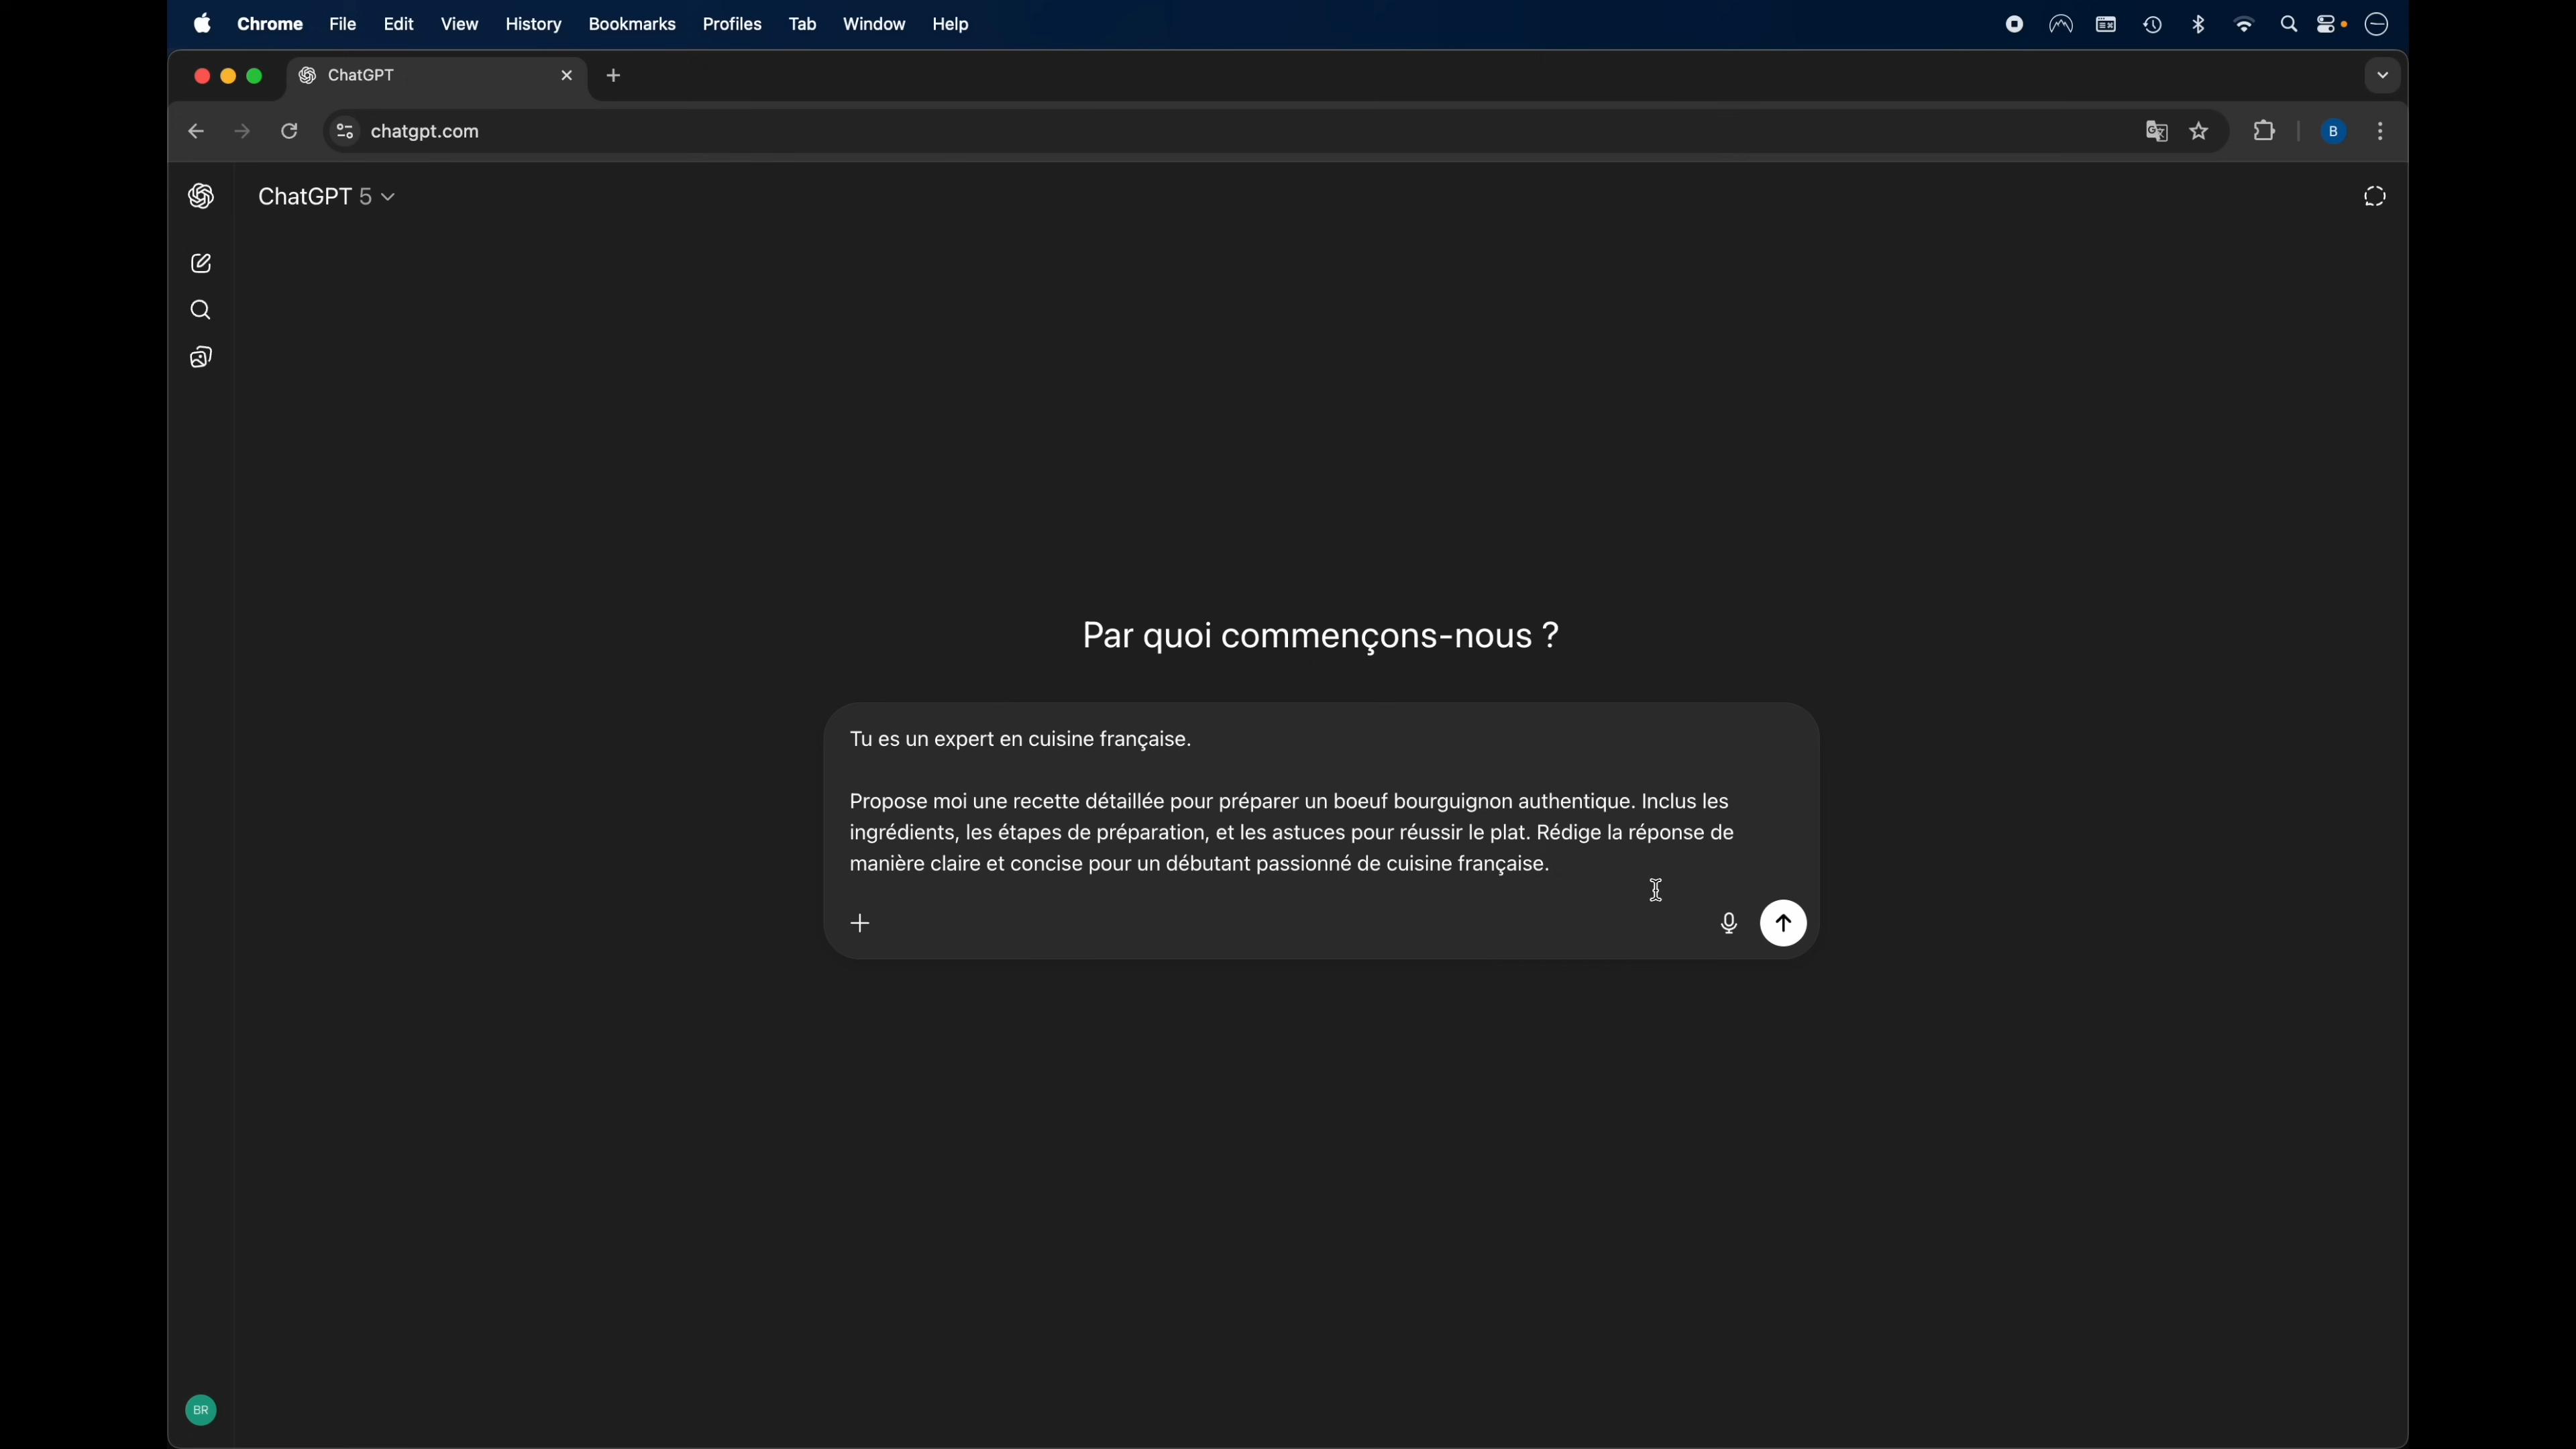 Chrome File Edit View History Bookmarks Profiles Tab Window Help
ChatGPT
chatgpt.com
B
ChatGPT 5
Par quoi commençons-nous ?
Tu es un expert en cuisine française.
Propose moi une recette détaillée pour préparer un boeuf bourguignon authentique. Inclus les
ingrédients, les étapes de préparation, et les astuces pour réussir le plat. Rédige la réponse de
manière claire et concise pour un débutant passionné de cuisine française.
BR